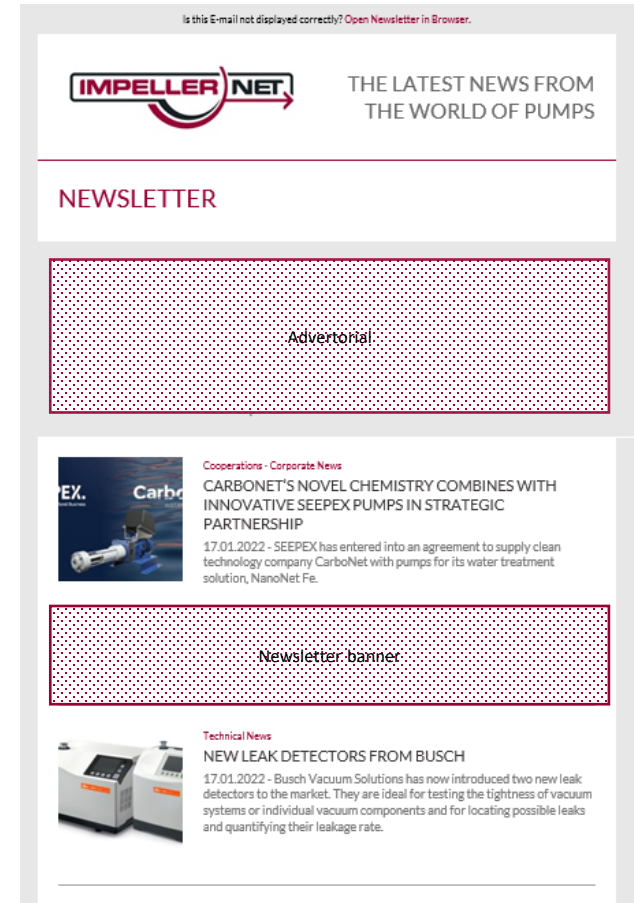 Is this E-mail not displayed correctly? Open Newsletter in Browser.
IMPELLER NET
THE LATEST NEWS FROM
THE WORLD OF PUMPS
NEWSLETTER
Advertorial
Cooperations - Corporate News
CARBONET'S NOVEL CHEMISTRY COMBINES WITH
INNOVATIVE SEEPEX PUMPS IN STRATEGIC
PARTNERSHIP
17.01.2022 - SEEPEX has entered into an agreement to supply clean
technology company CarboNet with pumps for its water treatment
solution, NanoNet Fe.
PEX.
Carbo
Newsletter banner
Technical News
NEW LEAK DETECTORS FROM BUSCH
17.01.2022 - Busch Vacuum Solutions has now introduced two new leak
detectors to the market. They are ideal for testing the tightness of vacuum
systems or individual vacuum components and for locating possible leaks
and quantifying their leakage rate.